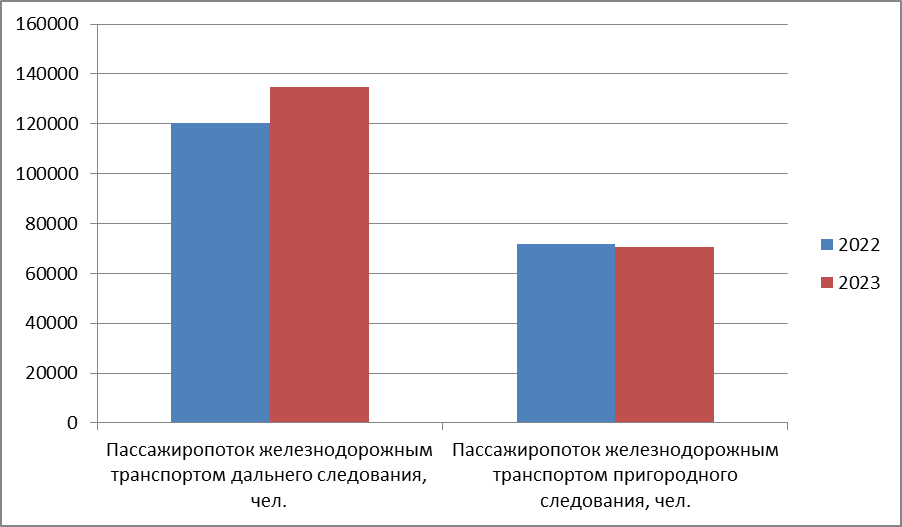 160000
140000
120000
100000
80000
60000
40000
20000
0
Пассажиропоток железнодорожным
транспортом дальнего следования,
чел.
Пассажиропоток железнодорожным
транспортом пригородного
следования, чел.
2022
2023